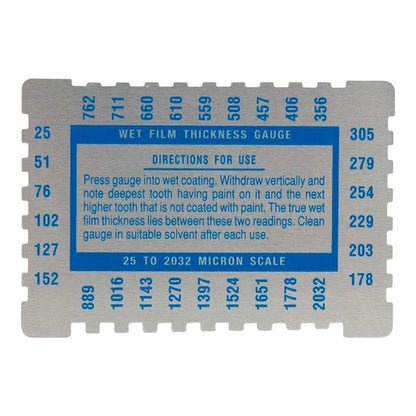 762 711 660 610 559 508 457 406 356
25 WET FILM THICKNESS GAUGE 305
DIRECTIONS FOR USE
51 279
Press gauge into wet coating. Withdraw vertically and
76 note deepest tooth having paint on it and the next 254
higher tooth that is not coated with paint. The true wet
102 film thickness lies between these two readings. Clean 229
gauge in suitable solvent after each use.
127 203
25 TO 2032 MICRON SCALE
152 178
889 1016 1143 1270 1397 1524 1651 1778 2032